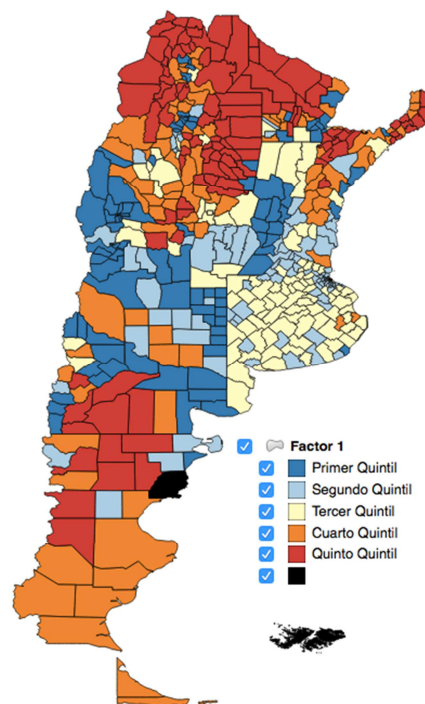 Factor 1
Primer Quintil
Segundo Quintil
Tercer Quintil
Cuarto Quintil
Quinto Quintil